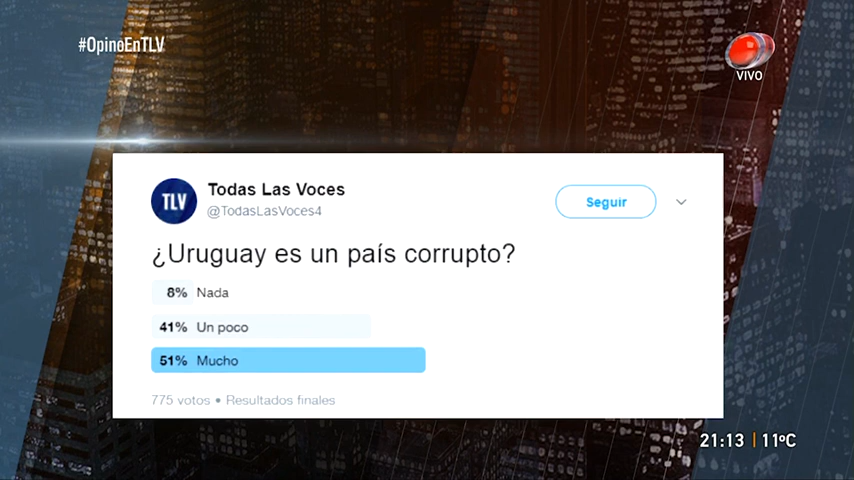 #OpinoEnTLV
VIVO
TLV
Todas Las Voces
@TodasLasVoces4
Seguir
¿Uruguay es un país corrupto?
8% Nada
41% Un poco
51% Mucho
775 votos • Resultados finales
21:13 | 11ºC